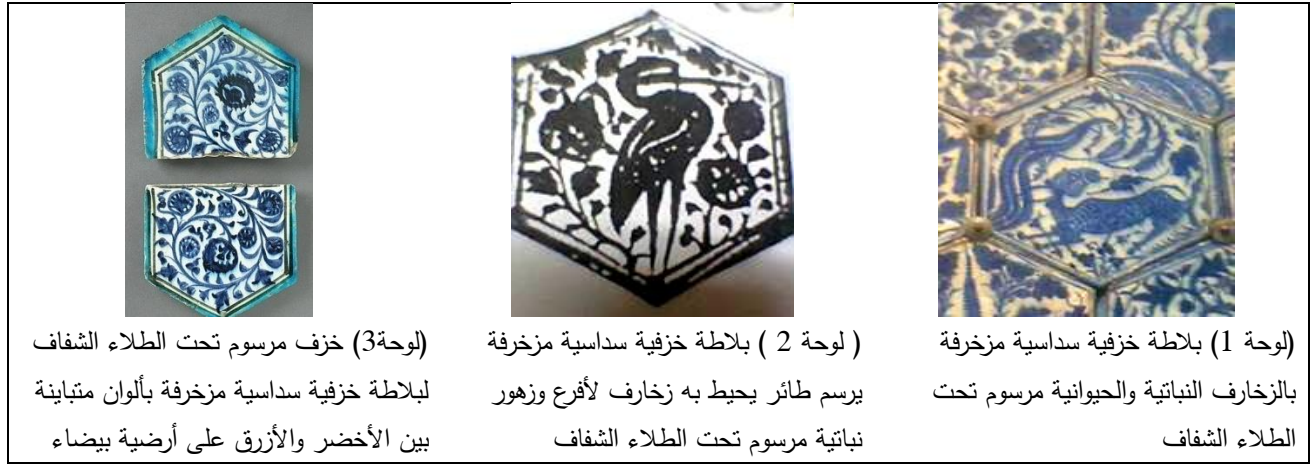 (لوحة 1) بلاطة خزفية سداسية مزخرفة
بالزخارف النباتية والحيوانية مرسوم تحت
الطلاء الشفاف
( لوحة 2 ) بلاطة خزفية سداسية مزخرفة
يرسم طائر يحيط به زخارف لأفرع وزهور
نباتية مرسوم تحت الطلاء الشفاف
(لوحة3) خزف مرسوم تحت الطلاء الشفاف
لبلاطة خزفية سداسية مزخرفة بألوان متباينة
بين الأخضر والأزرق على أرضية بيضاء